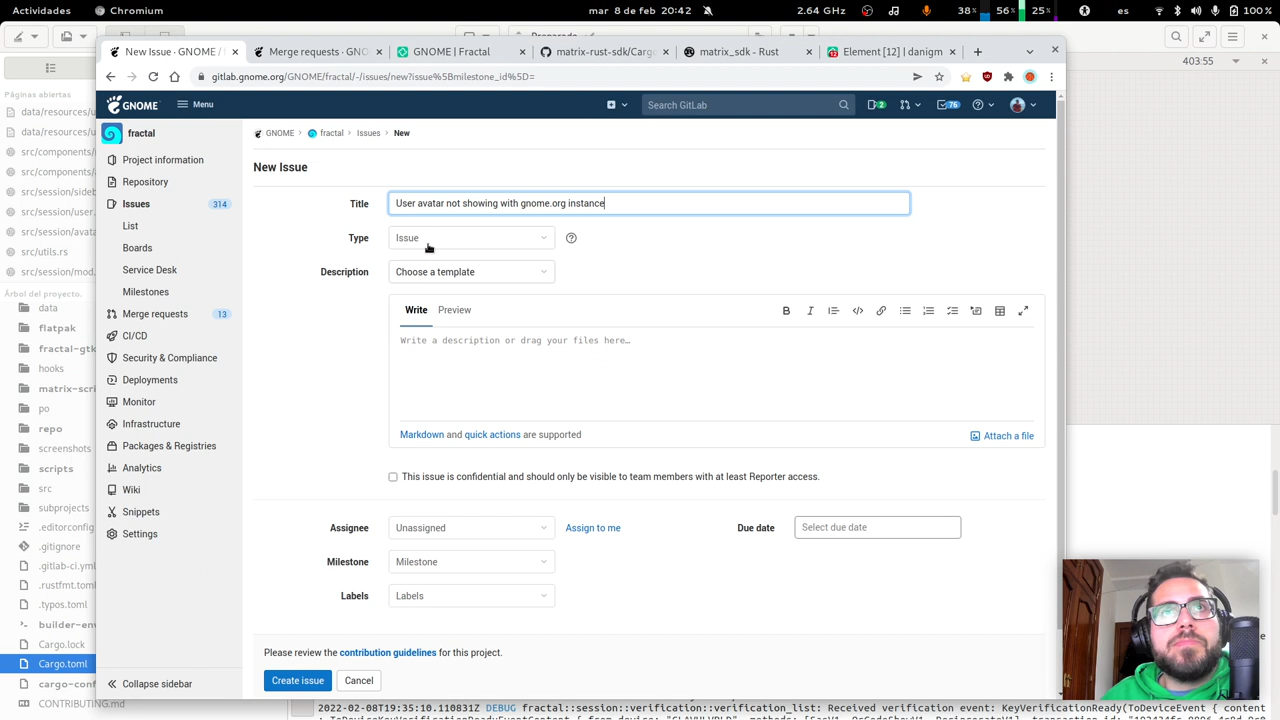 Actividades
Chromium
mar 8 de feb 20:42
2.64 GHz
38%
56%
25%
es
100%
New Issue · GNOME /
Merge requests · GNO
GNOME | Fractal
matrix-rust-sdk/Carg
matrix_sdk - Rust
Element [12] | danigm
gitlab.gnome.org/GNOME/fractal/-/issues/new?issue%5Bmilestone_id%5D=
403:55
GNOME
Menu
Search GitLab
2
76
Páginas abiertas
data/resources/u
data/resources/u
src/components/
src/components/
src/session/sideb
src/session/user.
src/session/avata
src/utils.rs
src/session/mod.
Árbol del proyecto.
data
flatpak
fractal-gtk
hooks
matrix-scri
po
repo
screenshots
scripts
src
subprojects
.editorconfig
.gitignore
.gitlab-ci.yml
.rustfmt.toml
.typos.toml
builder-env
Cargo.lock
Cargo.toml
cargo-conf
CONTRIBUTING.md
fractal
Project information
Repository
Issues 314
List
Boards
Service Desk
Milestones
Merge requests 13
CI/CD
Security & Compliance
Deployments
Monitor
Infrastructure
Packages & Registries
Analytics
Wiki
Snippets
Settings
Collapse sidebar
GNOME > fractal > Issues > New
New Issue
Title User avatar not showing with gnome.org instance
Type Issue
Description Choose a template
Write Preview
Write a description or drag your files here…
Markdown and quick actions are supported
Attach a file
This issue is confidential and should only be visible to team members with at least Reporter access.
Assignee Unassigned Assign to me Due date Select due date
Milestone Milestone
Labels Labels
Please review the contribution guidelines for this project.
Create issue Cancel
2022-02-08T19:35:10.110831Z DEBUG fractal::session::verification::verification_list: Received verification event: KeyVerificationReady(ToDeviceEvent { content